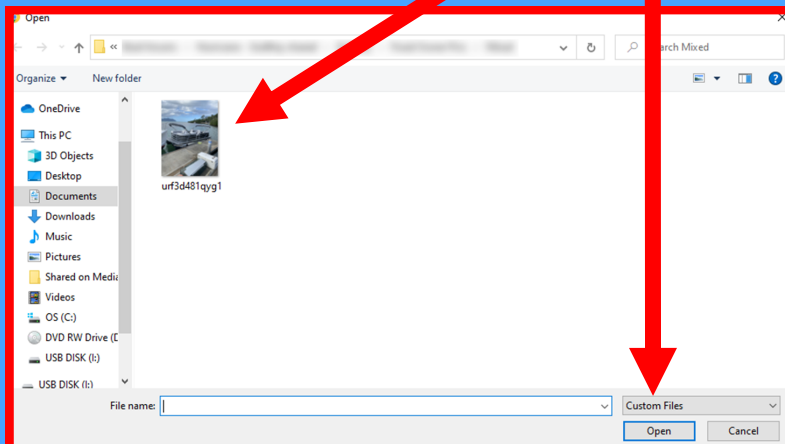 Open
«
arch Mixed
Organize
New folder
OneDrive
This PC
3D Objects
Desktop
Documents
Downloads
Music
Pictures
Shared on Media
Videos
OS (C:)
DVD RW Drive (D
USB DISK (I:)
USB DISK (I:)
urf3d481qyg1
File name:
Custom Files
Open
Cancel